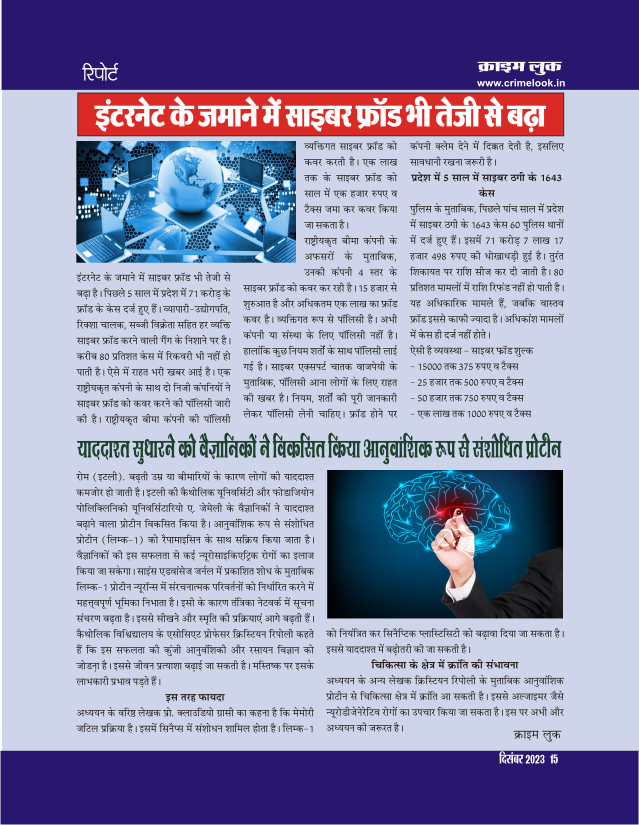 रिपोर्ट
क्राइम लुक
www.crimelook.in
इंटरनेट के जमाने में साइबर फ्रॉड भी तेजी से बढ़ा
इंटरनेट के जमाने में साइबर फ्रॉड भी तेजी से
बढ़ा है। पिछले 5 साल में प्रदेश में 71 करोड़ के
फ्रॉड के केस दर्ज हुए हैं। व्यापारी-उद्योगपति,
रिक्शा चालक, सब्जी विक्रेता सहित हर व्यक्ति
साइबर फ्रॉड करने वाली गैंग के निशाने पर है।
करीब 80 प्रतिशत केस में रिकवरी भी नहीं हो
पाती है। ऐसे में राहत भरी खबर आई है। एक
राष्ट्रीयकृत कंपनी के साथ दो निजी कंपनियों ने
साइबर फ्रॉड को कवर करने की पॉलिसी जारी
की है। राष्ट्रीयकृत बीमा कंपनी की पॉलिसी
व्यक्तिगत साइबर फ्रॉड को
कवर करती है। एक लाख
तक के साइबर फ्रॉड को
साल में एक हजार रुपए व
टैक्स जमा कर कवर किया
जा सकता है।
राष्ट्रीयकृत बीमा कंपनी के
अफसरों के मुताबिक,
उनकी कंपनी 4 स्तर के
साइबर फ्रॉड को कवर कर रही है। 15 हजार से
शुरुआत है और अधिकतम एक लाख का फ्रॉड
कवर है। व्यक्तिगत रूप से पॉलिसी है। अभी
कंपनी या संस्था के लिए पॉलिसी नहीं है।
हालांकि कुछ नियम शर्तों के साथ पॉलिसी लाई
गई है। साइबर एक्सपर्ट चातक वाजपेयी के
मुताबिक, पॉलिसी आना लोगों के लिए राहत
की खबर है। नियम, शर्तों की पूरी जानकारी
लेकर पॉलिसी लेनी चाहिए। फ्रॉड होने पर
कंपनी क्लेम देने में दिक्कत देती है, इसलिए
सावधानी रखना जरूरी है।
प्रदेश में 5 साल में साइबर ठगी के 1643
केस
पुलिस के मुताबिक, पिछले पांच साल में प्रदेश
में साइबर ठगी के 1643 केस 60 पुलिस थानों
में दर्ज हुए हैं। इसमें 71 करोड़ 7 लाख 17
हजार 498 रुपए की धोखाधड़ी हुई है। तुरंत
शिकायत पर राशि सीज कर दी जाती है। 80
प्रतिशत मामलों में राशि रिफंड नहीं हो पाती है।
यह अधिकारिक मामले हैं, जबकि वास्तव
फ्रॉड इससे काफी ज्यादा है। अधिकांश मामलों
में केस ही दर्ज नहीं होते।
ऐसी है व्यवस्था - साइबर फ्रॉड शुल्क
- 15000 तक 375 रुपए व टैक्स
- 25 हजार तक 500 रुपए व टैक्स
- 50 हजार तक 750 रुपए व टैक्स
- एक लाख तक 1000 रुपए व टैक्स
याददाश्त सुधारने को वैज्ञानिकों ने विकसित किया आनुवांशिक रूप से संशोधित प्रोटीन
रोम (इटली). बढ़ती उम्र या बीमारियों के कारण लोगों की याददाश्त
कमजोर हो जाती है। इटली की कैथोलिक यूनिवर्सिटी और फोंडाजियोन
पोलिक्लिनिको यूनिवर्सिटारियो ए. जेमेली के वैज्ञानिकों ने याददाश्त
बढ़ाने वाला प्रोटीन विकसित किया है। आनुवांशिक रूप से संशोधित
प्रोटीन (लिम्क-1) को रैपामाइसिन के साथ सक्रिय किया जाता है।
वैज्ञानिकों की इस सफलता से कई न्यूरोसाइकिएट्रिक रोगों का इलाज
किया जा सकेगा। साइंस एडवांसेज जर्नल में प्रकाशित शोध के मुताबिक
लिम्क-1 प्रोटीन न्यूरॉन्स में संरचनात्मक परिवर्तनों को निर्धारित करने में
महत्त्वपूर्ण भूमिका निभाता है। इसी के कारण तंत्रिका नेटवर्क में सूचना
संचरण बढ़ता है। इससे सीखने और स्मृति की प्रक्रियाएं आगे बढ़ती हैं।
कैथोलिक विश्वविद्यालय के एसोसिएट प्रोफेसर क्रिस्टियन रिपोली कहते
हैं कि इस सफलता की कुंजी आनुवंशिकी और रसायन विज्ञान को
जोडऩा है। इससे जीवन प्रत्याशा बढ़ाई जा सकती है। मस्तिष्क पर इसके
लाभकारी प्रभाव पड़ते हैं।
इस तरह फायदा
अध्ययन के वरिष्ठ लेखक प्रो. क्लाउडियो ग्रासी का कहना है कि मेमोरी
जटिल प्रक्रिया है। इसमें सिनैप्स में संशोधन शामिल होता है। लिम्क-1
को नियंत्रित कर सिनैप्टिक प्लास्टिसिटी को बढ़ावा दिया जा सकता है।
इससे याददाश्त में बढ़ोतरी की जा सकती है।
चिकित्सा के क्षेत्र में क्रांति की संभावना
अध्ययन के अन्य लेखक क्रिस्टियन रिपोली के मुताबिक आनुवांशिक
प्रोटीन से चिकित्सा क्षेत्र में क्रांति आ सकती है। इससे अल्जाइमर जैसे
न्यूरोडीजेनेरेटिव रोगों का उपचार किया जा सकता है। इस पर अभी और
अध्ययन की जरूरत है।
क्राइम लुक
दिसंबर 2023 15